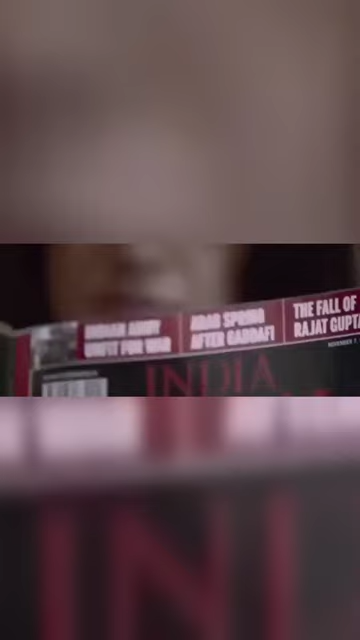 INDIAN ARMY
UNFIT FOR WAR
ARAB SPRING
AFTER GADDAFI
THE FALL OF
RAJAT GUPTA
INDIA